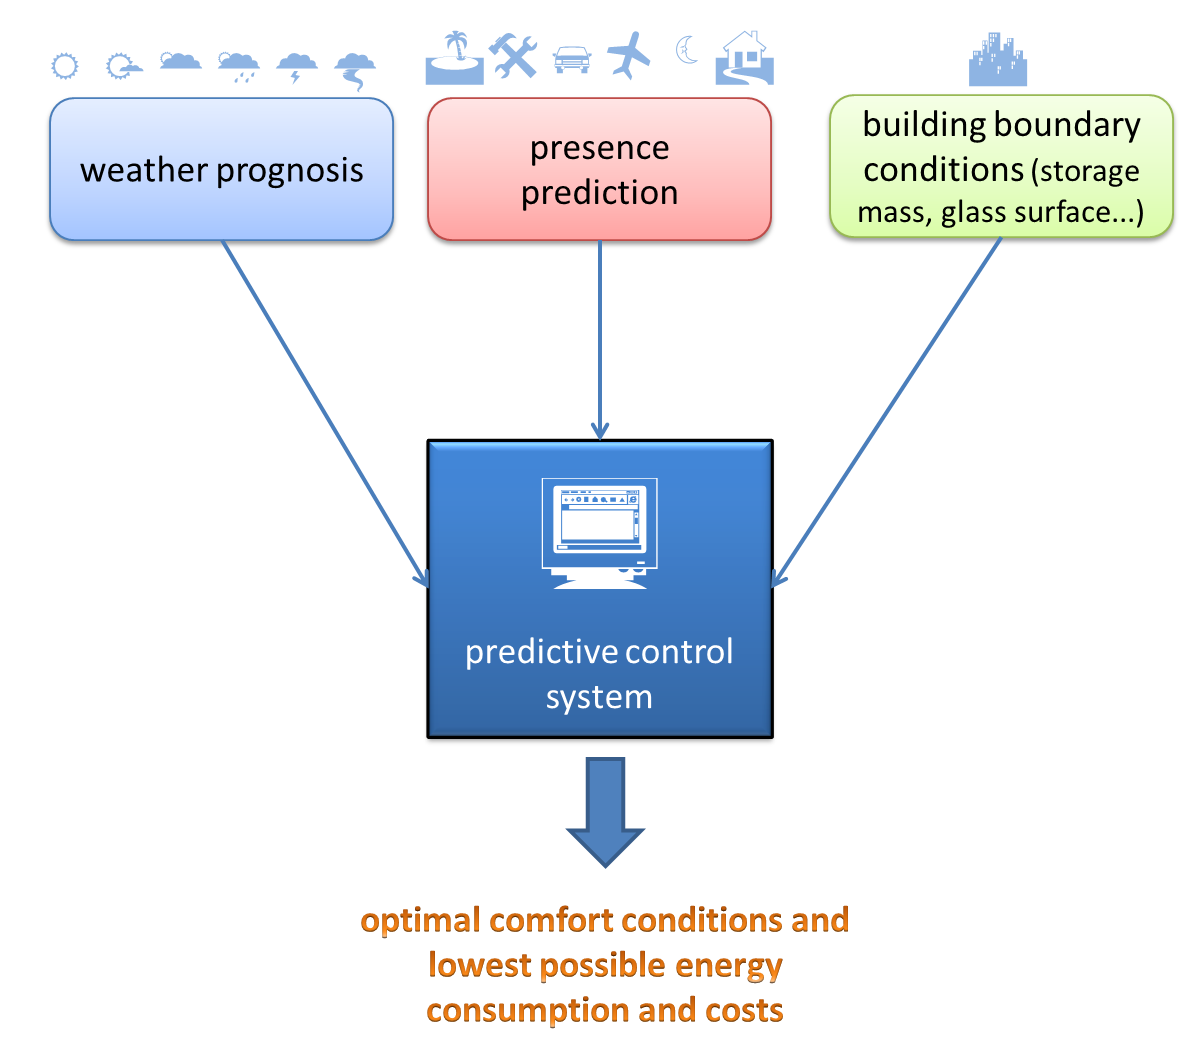 weather prognosis
presence
prediction
building boundary
conditions (storage
mass, glass surface...)
predictive control
system
optimal comfort conditions and
lowest possible energy
consumption and costs